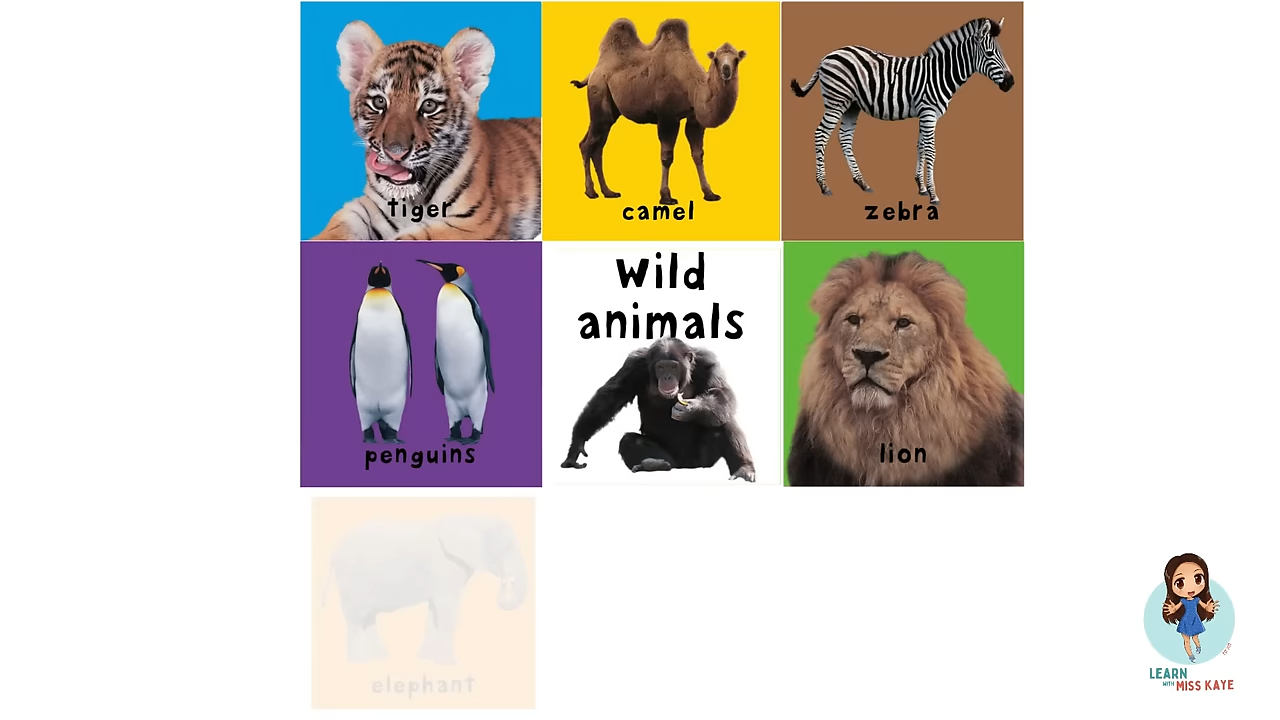 tiger
camel
zebra
wild
animals
penguins
lion
elephant
LEARN
WITH MISS KAYE